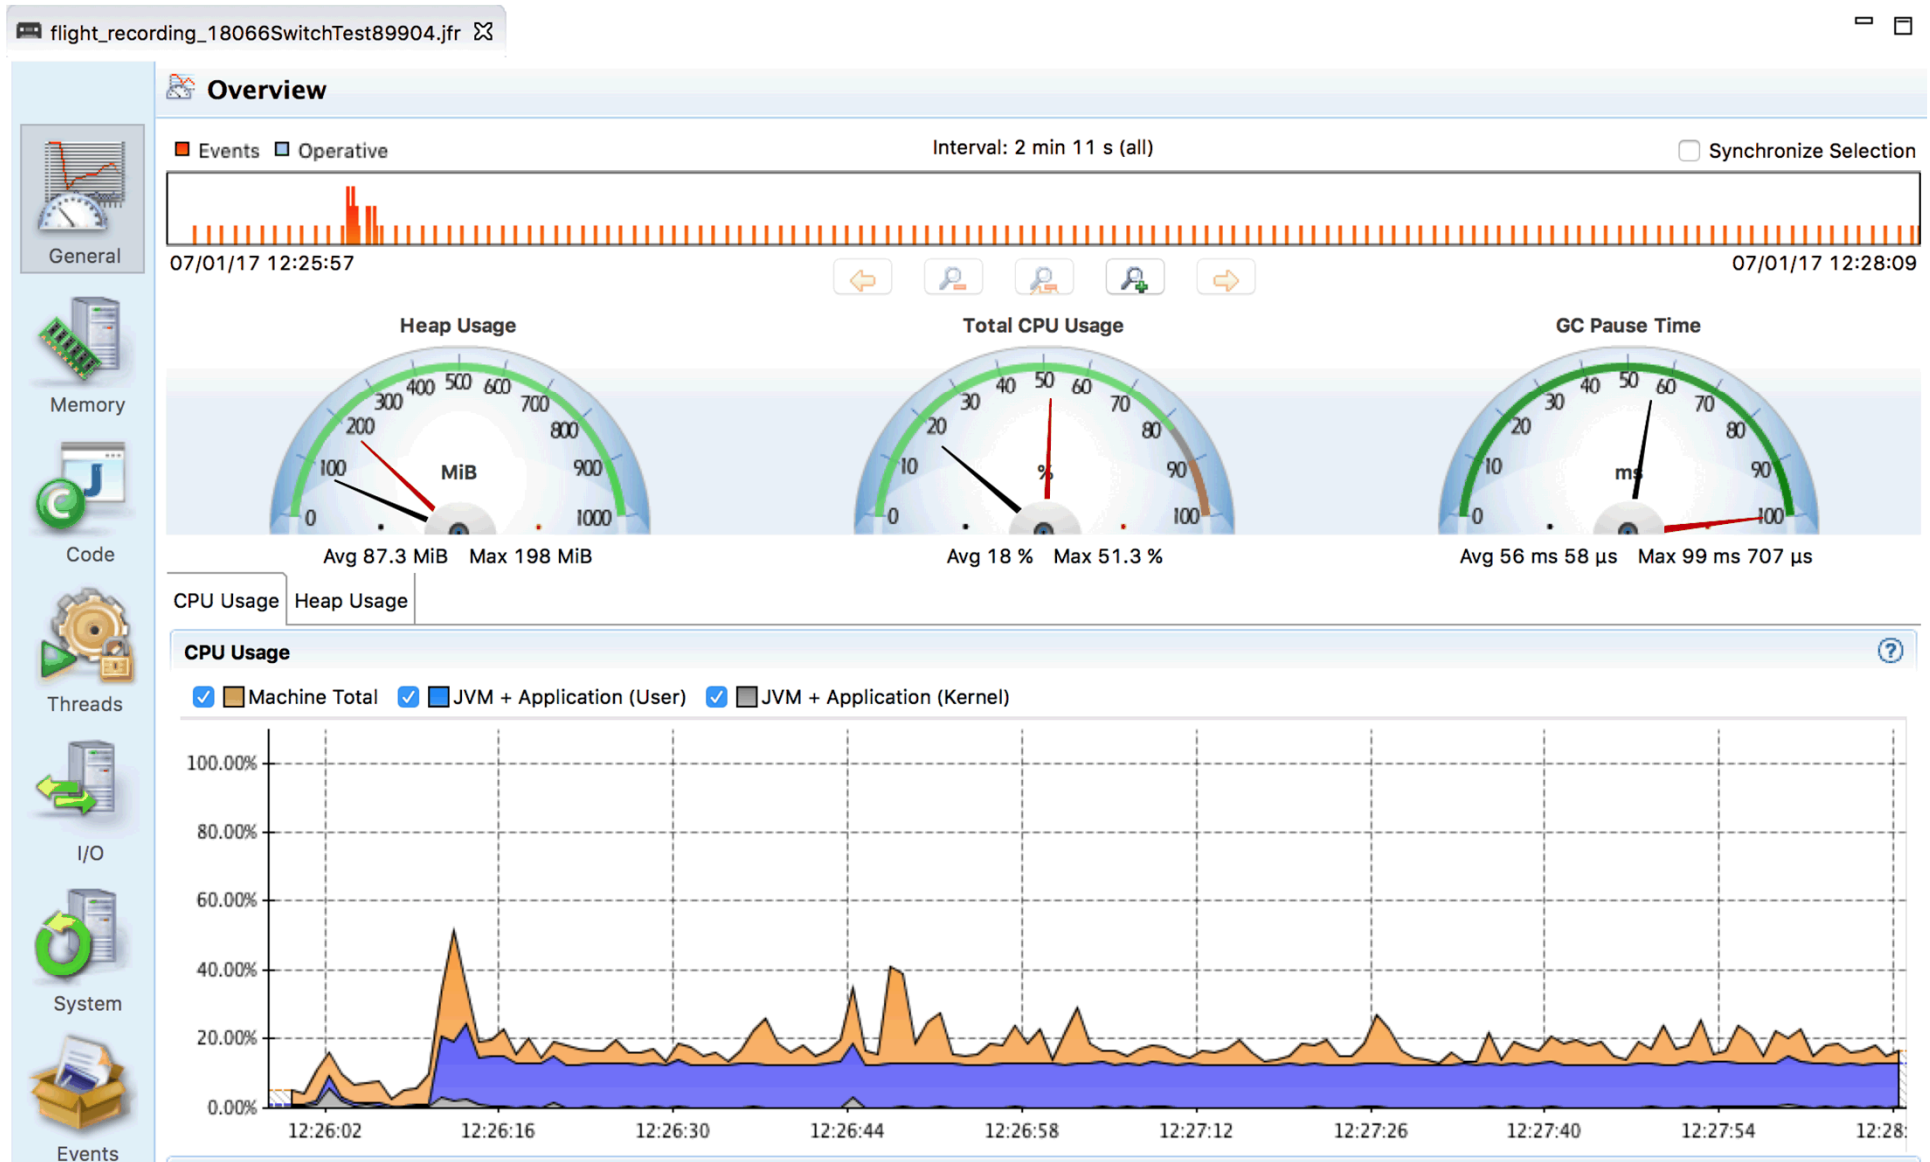 flight_recording_18066SwitchTest89904.jfr
Overview
Events Operative Interval: 2 min 11 s (all) Synchronize Selection
07/01/17 12:25:57 07/01/17 12:28:09
General
Memory
Code
Threads
I/O
System
Events
Heap Usage
0 100 200 300 400 500 600 700 800 900 1000
MiB
Avg 87.3 MiB Max 198 MiB
Total CPU Usage
0 10 20 30 40 50 60 70 80 90 100
%
Avg 18 % Max 51.3 %
GC Pause Time
0 10 20 30 40 50 60 70 80 90 100
ms
Avg 56 ms 58 µs Max 99 ms 707 µs
CPU Usage Heap Usage
CPU Usage ?
Machine Total JVM + Application (User) JVM + Application (Kernel)
100.00%
80.00%
60.00%
40.00%
20.00%
0.00%
12:26:02 12:26:16 12:26:30 12:26:44 12:26:58 12:27:12 12:27:26 12:27:40 12:27:54 12:28: